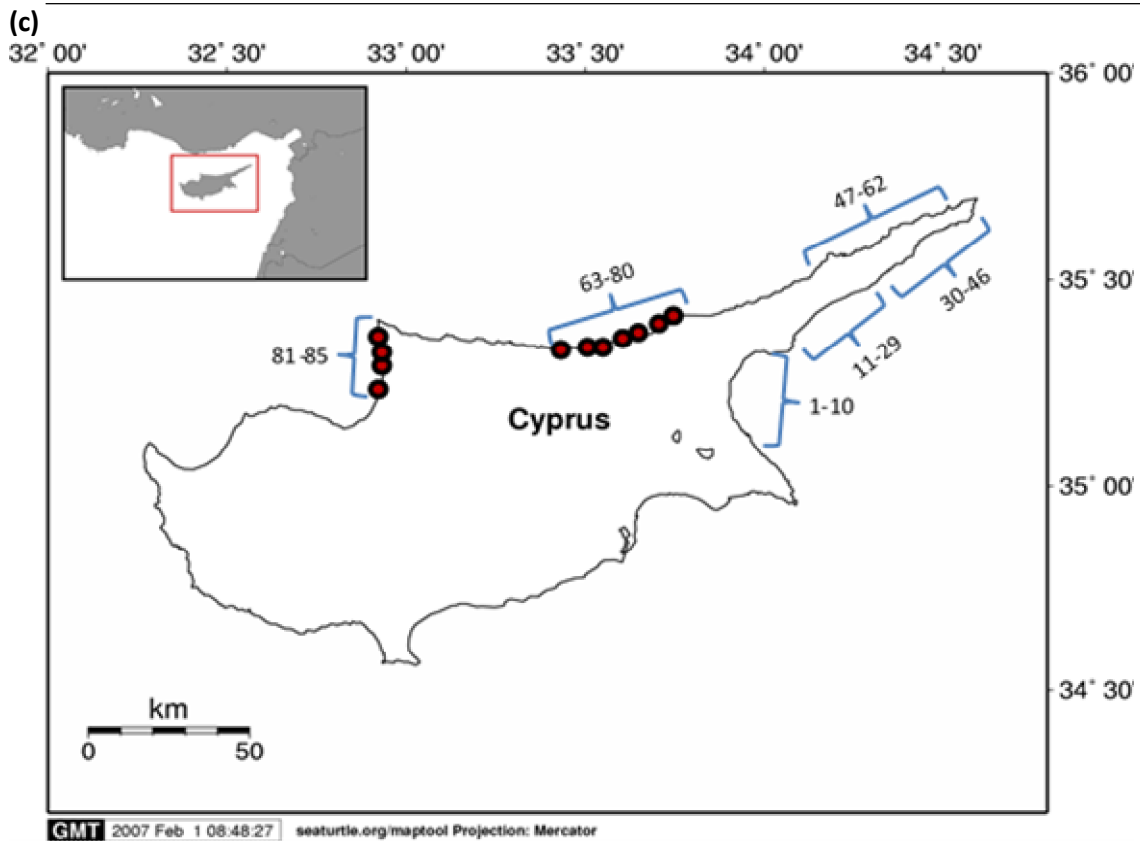 (c)
32° 00' 32° 30' 33° 00' 33° 30' 34° 00' 34° 30'
36° 00'
47-62
63-80
35° 30'
30-46
81-85
11-29
1-10
Cyprus
35° 00'
34° 30'
km
0 50
GMT 2007 Feb 1 08:48:27 seaturtle.org/maptool Projection: Mercator